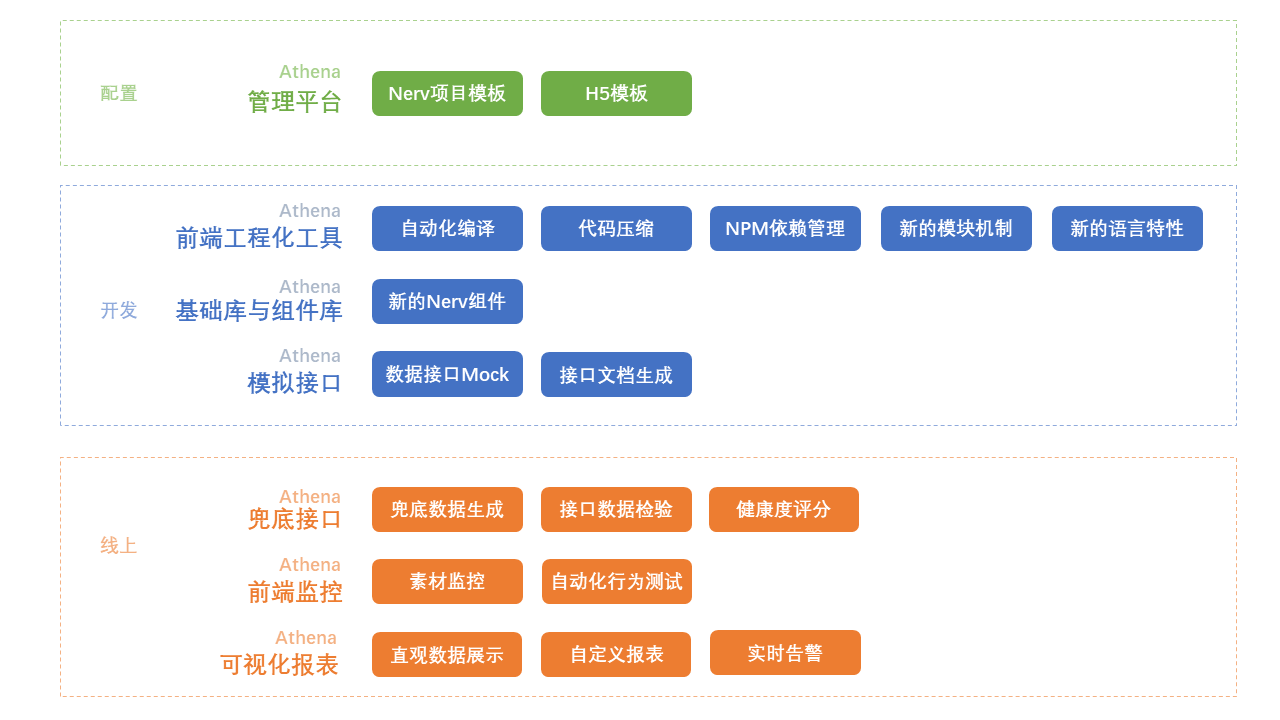 配置
Athena
管理平台
Nerv项目模板
H5模板
开发
Athena
前端工程化工具
自动化编译
代码压缩
NPM依赖管理
新的模块机制
新的语言特性
Athena
基础库与组件库
新的Nerv组件
Athena
模拟接口
数据接口Mock
接口文档生成
线上
Athena
兜底接口
兜底数据生成
接口数据检验
健康度评分
Athena
前端监控
素材监控
自动化行为测试
Athena
可视化报表
直观数据展示
自定义报表
实时告警